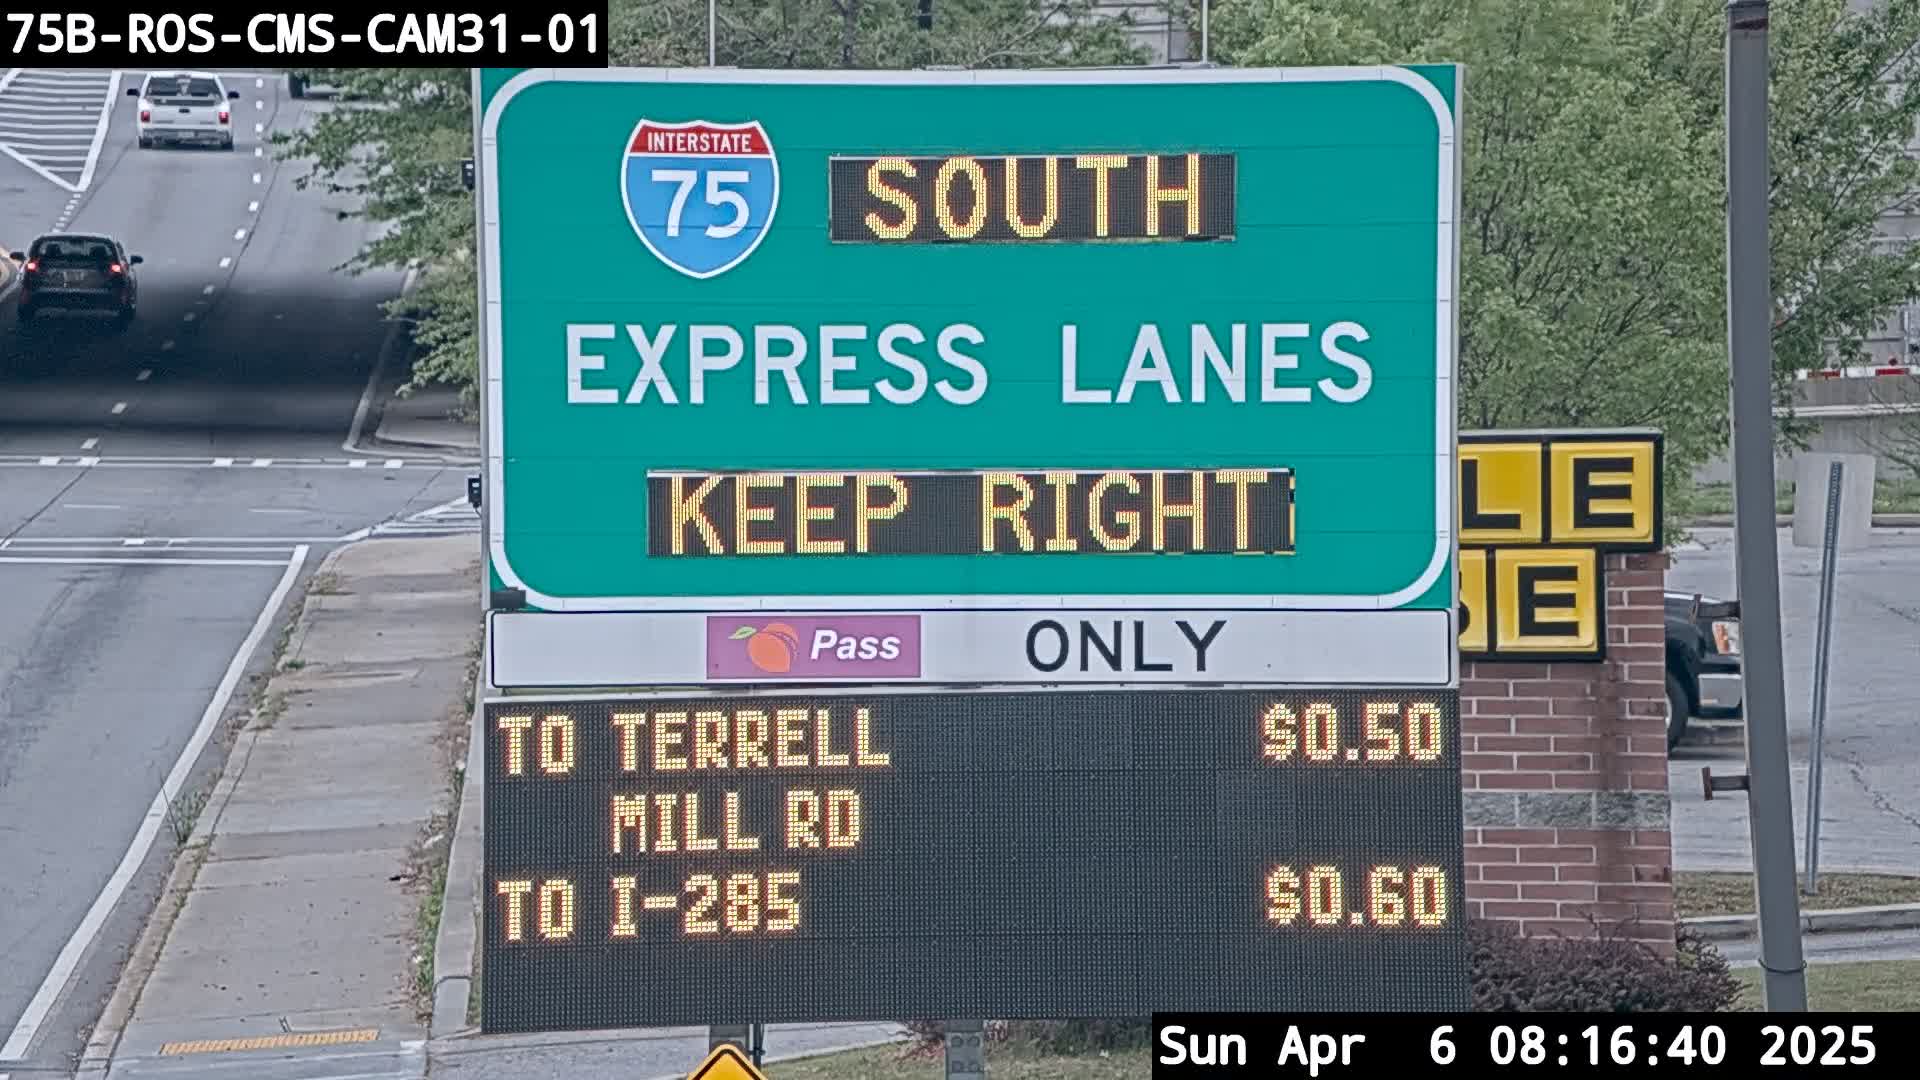 75B-ROS-CMS-CAM31-01
INTERSTATE
75
SOUTH
EXPRESS LANES
KEEP RIGHT
Pass ONLY
TO TERRELL $0.50
MILL RD
TO I-285 $0.60
LE
E
Sun Apr 6 08:16:40 2025